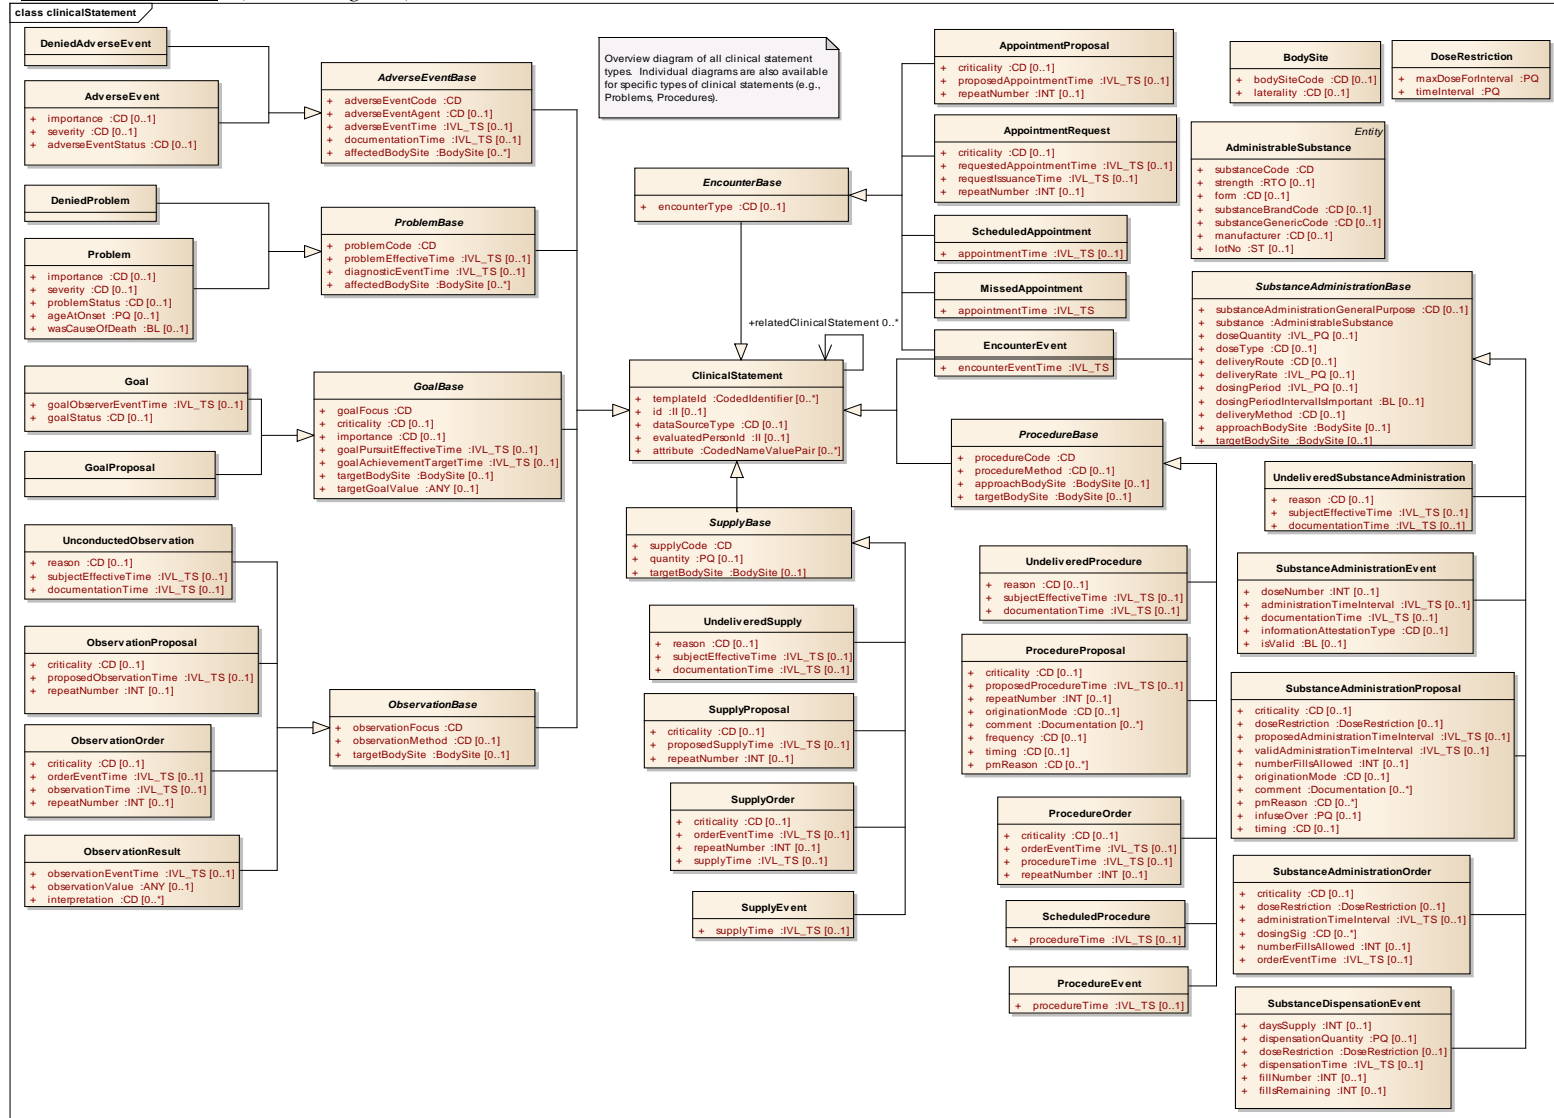 class clinicalStatement
DeniedAdverseEvent
AdverseEvent
+ importance :CD [0..1]
+ severity :CD [0..1]
+ adverseEventStatus :CD [0..1]
AdverseEventBase
+ adverseEventCode :CD
+ adverseEventAgent :CD [0..1]
+ adverseEventTime :IVL_TS [0..1]
+ documentationTime :IVL_TS [0..1]
+ affectedBodySite :BodySite [0..*]
DeniedProblem
Problem
+ importance :CD [0..1]
+ severity :CD [0..1]
+ problemStatus :CD [0..1]
+ ageAtOnset :PQ [0..1]
+ wasCauseOfDeath :BL [0..1]
ProblemBase
+ problemCode :CD
+ problemEffectiveTime :IVL_TS [0..1]
+ diagnosticEventTime :IVL_TS [0..1]
+ affectedBodySite :BodySite [0..*]
Goal
+ goalObserverEventTime :IVL_TS [0..1]
+ goalStatus :CD [0..1]
GoalProposal
GoalBase
+ goalFocus :CD
+ criticality :CD [0..1]
+ importance :CD [0..1]
+ goalPursuitEffectiveTime :IVL_TS [0..1]
+ goalAchievementTargetTime :IVL_TS [0..1]
+ targetBodySite :BodySite [0..1]
+ targetGoalValue :ANY [0..1]
UnconductedObservation
+ reason :CD [0..1]
+ subjectEffectiveTime :IVL_TS [0..1]
+ documentationTime :IVL_TS [0..1]
ObservationProposal
+ criticality :CD [0..1]
+ proposedObservationTime :IVL_TS [0..1]
+ repeatNumber :INT [0..1]
ObservationOrder
+ criticality :CD [0..1]
+ orderEventTime :IVL_TS [0..1]
+ observationTime :IVL_TS [0..1]
+ repeatNumber :INT [0..1]
ObservationResult
+ observationEventTime :IVL_TS [0..1]
+ observationValue :ANY [0..1]
+ interpretation :CD [0..*]
ObservationBase
+ observationFocus :CD
+ observationMethod :CD [0..1]
+ targetBodySite :BodySite [0..1]
Overview diagram of all clinical statement
types. Individual diagrams are also available
for specific types of clinical statements (e.g.,
Problems, Procedures).
EncounterBase
+ encounterType :CD [0..1]
+relatedClinicalStatement 0..*
ClinicalStatement
+ templateId :CodedIdentifier [0..*]
+ id :II [0..1]
+ dataSourceType :CD [0..1]
+ evaluatedPersonId :II [0..1]
+ attribute :CodedNameValuePair [0..*]
SupplyBase
+ supplyCode :CD
+ quantity :PQ [0..1]
+ targetBodySite :BodySite [0..1]
UndeliveredSupply
+ reason :CD [0..1]
+ subjectEffectiveTime :IVL_TS [0..1]
+ documentationTime :IVL_TS [0..1]
SupplyProposal
+ criticality :CD [0..1]
+ proposedSupplyTime :IVL_TS [0..1]
+ repeatNumber :INT [0..1]
SupplyOrder
+ criticality :CD [0..1]
+ orderEventTime :IVL_TS [0..1]
+ repeatNumber :INT [0..1]
+ supplyTime :IVL_TS [0..1]
SupplyEvent
+ supplyTime :IVL_TS [0..1]
AppointmentProposal
+ criticality :CD [0..1]
+ proposedAppointmentTime :IVL_TS [0..1]
+ repeatNumber :INT [0..1]
AppointmentRequest
+ criticality :CD [0..1]
+ requestedAppointmentTime :IVL_TS [0..1]
+ requestIssuanceTime :IVL_TS [0..1]
+ repeatNumber :INT [0..1]
ScheduledAppointment
+ appointmentTime :IVL_TS [0..1]
MissedAppointment
+ appointmentTime :IVL_TS
EncounterEvent
+ encounterEventTime :IVL_TS
ProcedureBase
+ procedureCode :CD
+ procedureMethod :CD [0..1]
+ approachBodySite :BodySite [0..1]
+ targetBodySite :BodySite [0..1]
UndeliveredProcedure
+ reason :CD [0..1]
+ subjectEffectiveTime :IVL_TS [0..1]
+ documentationTime :IVL_TS [0..1]
ProcedureProposal
+ criticality :CD [0..1]
+ proposedProcedureTime :IVL_TS [0..1]
+ repeatNumber :INT [0..1]
+ originationMode :CD [0..1]
+ comment :Documentation [0..*]
+ frequency :CD [0..1]
+ timing :CD [0..1]
+ prnReason :CD [0..*]
ProcedureOrder
+ criticality :CD [0..1]
+ orderEventTime :IVL_TS [0..1]
+ procedureTime :IVL_TS [0..1]
+ repeatNumber :INT [0..1]
ScheduledProcedure
+ procedureTime :IVL_TS [0..1]
ProcedureEvent
+ procedureTime :IVL_TS [0..1]
BodySite
+ bodySiteCode :CD [0..1]
+ laterality :CD [0..1]
DoseRestriction
+ maxDoseForInterval :PQ
+ timeInterval :PQ
Entity
AdministrableSubstance
+ substanceCode :CD
+ strength :RTO [0..1]
+ form :CD [0..1]
+ substanceBrandCode :CD [0..1]
+ substanceGenericCode :CD [0..1]
+ manufacturer :CD [0..1]
+ lotNo :ST [0..1]
SubstanceAdministrationBase
+ substanceAdministrationGeneralPurpose :CD [0..1]
+ substance :AdministrableSubstance
+ doseQuantity :IVL_PQ [0..1]
+ doseType :CD [0..1]
+ deliveryRoute :CD [0..1]
+ deliveryRate :IVL_PQ [0..1]
+ dosingPeriod :IVL_PQ [0..1]
+ dosingPeriodIntervalIsImportant :BL [0..1]
+ deliveryMethod :CD [0..1]
+ approachBodySite :BodySite [0..1]
+ targetBodySite :BodySite [0..1]
UndeliveredSubstanceAdministration
+ reason :CD [0..1]
+ subjectEffectiveTime :IVL_TS [0..1]
+ documentationTime :IVL_TS [0..1]
SubstanceAdministrationEvent
+ doseNumber :INT [0..1]
+ administrationTimeInterval :IVL_TS [0..1]
+ documentationTime :IVL_TS [0..1]
+ informationAttestationType :CD [0..1]
+ isValid :BL [0..1]
SubstanceAdministrationProposal
+ criticality :CD [0..1]
+ doseRestriction :DoseRestriction [0..1]
+ proposedAdministrationTimeInterval :IVL_TS [0..1]
+ validAdministrationTimeInterval :IVL_TS [0..1]
+ numberFillsAllowed :INT [0..1]
+ originationMode :CD [0..1]
+ comment :Documentation [0..*]
+ prnReason :CD [0..*]
+ infuseOver :PQ [0..1]
+ timing :CD [0..1]
SubstanceAdministrationOrder
+ criticality :CD [0..1]
+ doseRestriction :DoseRestriction [0..1]
+ administrationTimeInterval :IVL_TS [0..1]
+ dosingSig :CD [0..*]
+ numberFillsAllowed :INT [0..1]
+ orderEventTime :IVL_TS [0..1]
SubstanceDispensationEvent
+ daysSupply :INT [0..1]
+ dispensationQuantity :PQ [0..1]
+ doseRestriction :DoseRestriction [0..1]
+ dispensationTime :IVL_TS [0..1]
+ fillNumber :INT [0..1]
+ fillsRemaining :INT [0..1]